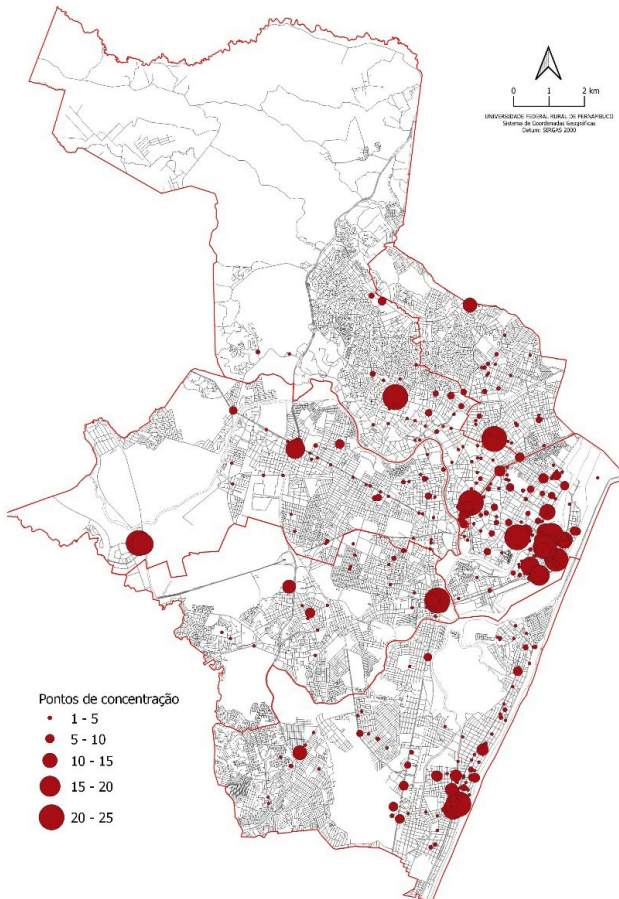 0 1 2 km
UNIVERSIDADE FEDERAL RURAL DE PERNAMBUCO
Sistema de Coordenadas Geográficas
Datum: SIRGAS 2000
Pontos de concentração
1 - 5
5 - 10
10 - 15
15 - 20
20 - 25